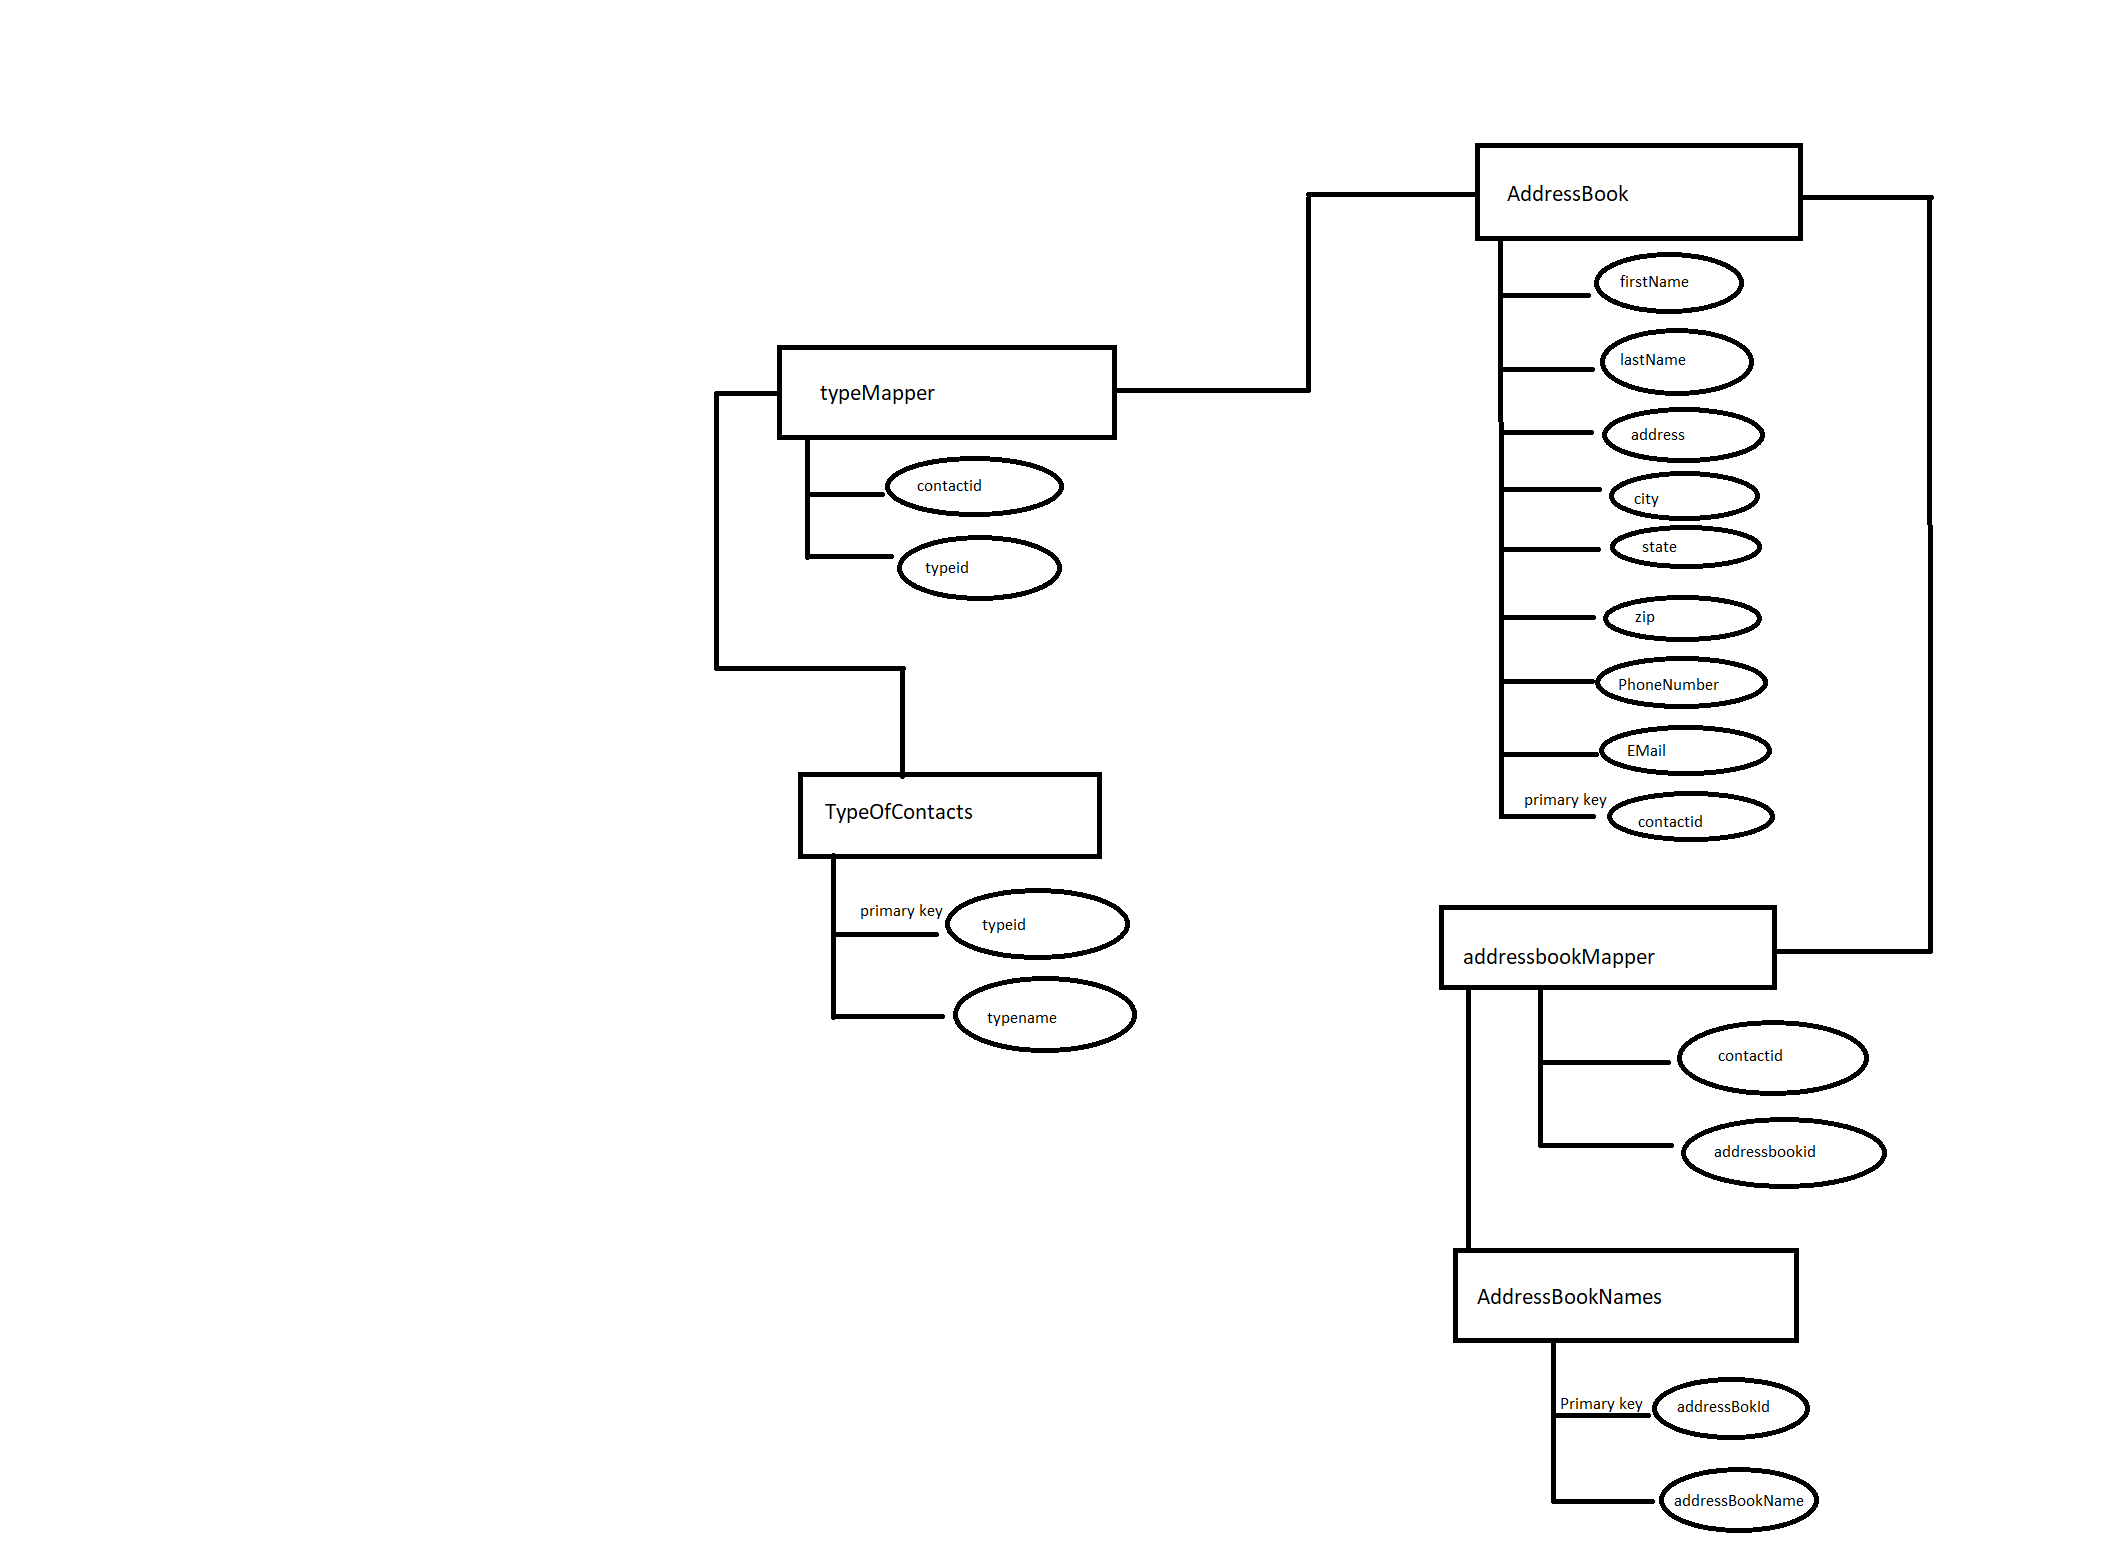 AddressBook
firstName
lastName
address
city
state
zip
PhoneNumber
EMail
primary key
contactid
typeMapper
contactid
typeid
TypeOfContacts
primary key
typeid
typename
addressbookMapper
contactid
addressbookid
AddressBookNames
Primary key
addressBokId
addressBookName